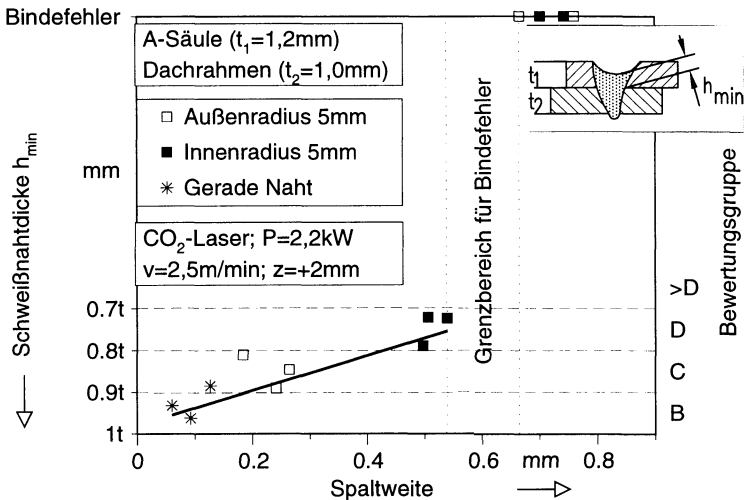 Bindefehler
A-Säule (t₁=1,2mm)
Dachrahmen (t₂=1,0mm)
Außenradius 5mm
Innenradius 5mm
Gerade Naht
CO₂-Laser; P=2,2kW
v=2,5m/min; z=+2mm
Schweißnahtdicke hmin
mm
0.7t
0.8t
0.9t
1t
Grenzbereich für Bindefehler
t₁
t₂
hmin
>D
D
C
B
Bewertungsgruppe
0 0.2 0.4 0.6 mm 0.8
Spaltweite